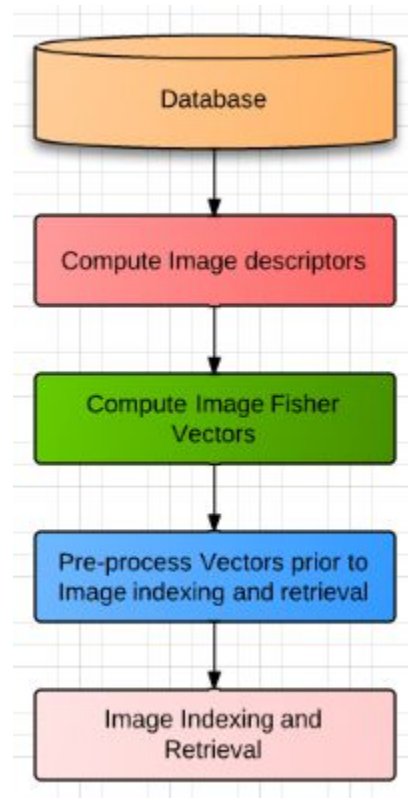 Database
Compute Image descriptors
Compute Image Fisher
Vectors
Pre-process Vectors prior to
Image indexing and retrieval
Image Indexing and
Retrieval